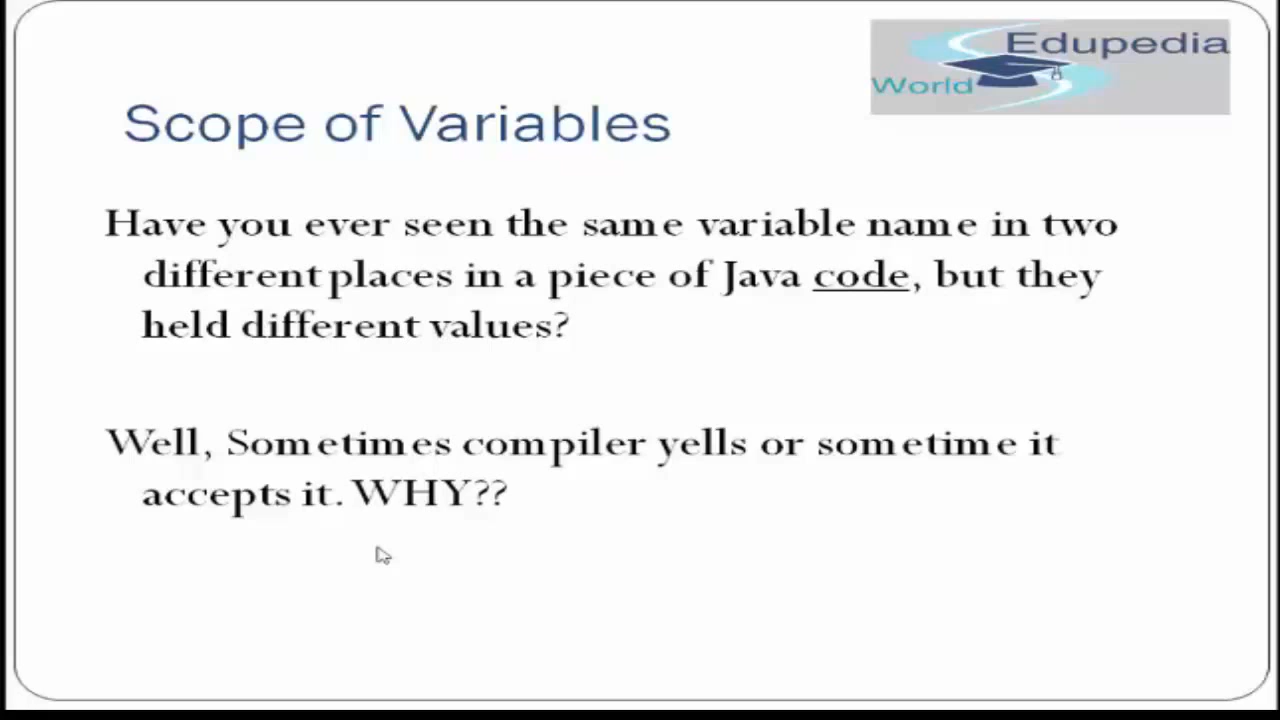 Edupedia
World
Scope of Variables
Have you ever seen the same variable name in two
different places in a piece of Java code, but they
held different values?
Well, Sometimes compiler yells or sometime it
accepts it. WHY??